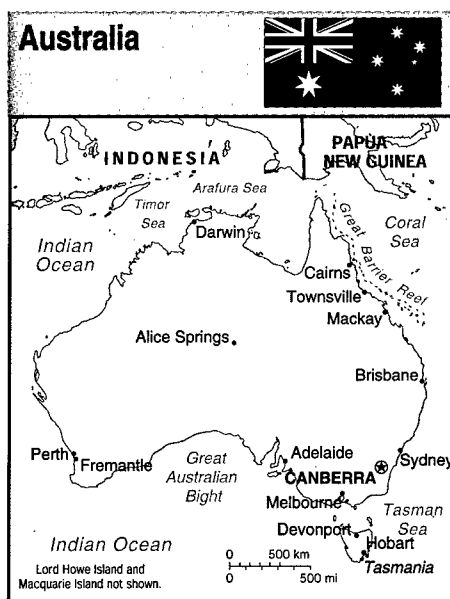 Australia
INDONESIA
PAPUA
NEW GUINEA
Arafura Sea
Timor
Sea
Darwin
Great Barrier Reef
Coral
Sea
Indian
Ocean
Cairns
Townsville
Mackay
Alice Springs
Brisbane
Perth
Fremantle
Great
Australian
Bight
Adelaide
CANBERRA
Sydney
Melbourne
Tasman
Sea
Devonport
Hobart
Tasmania
Indian Ocean
Lord Howe Island and
Macquarie Island not shown.
0 500 km
0 500 mi